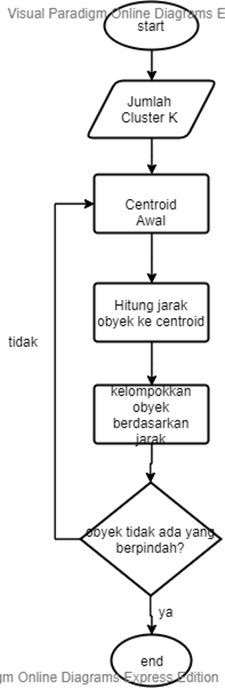 Visual Paradigm Online Diagrams E
start
Jumlah
Cluster K
Centroid
Awal
Hitung jarak
obyek ke centroid
tidak
kelompokkan
obyek
berdasarkan
jarak
obyek tidak ada yang
berpindah?
ya
end
gm Online Diagrams Express Edition